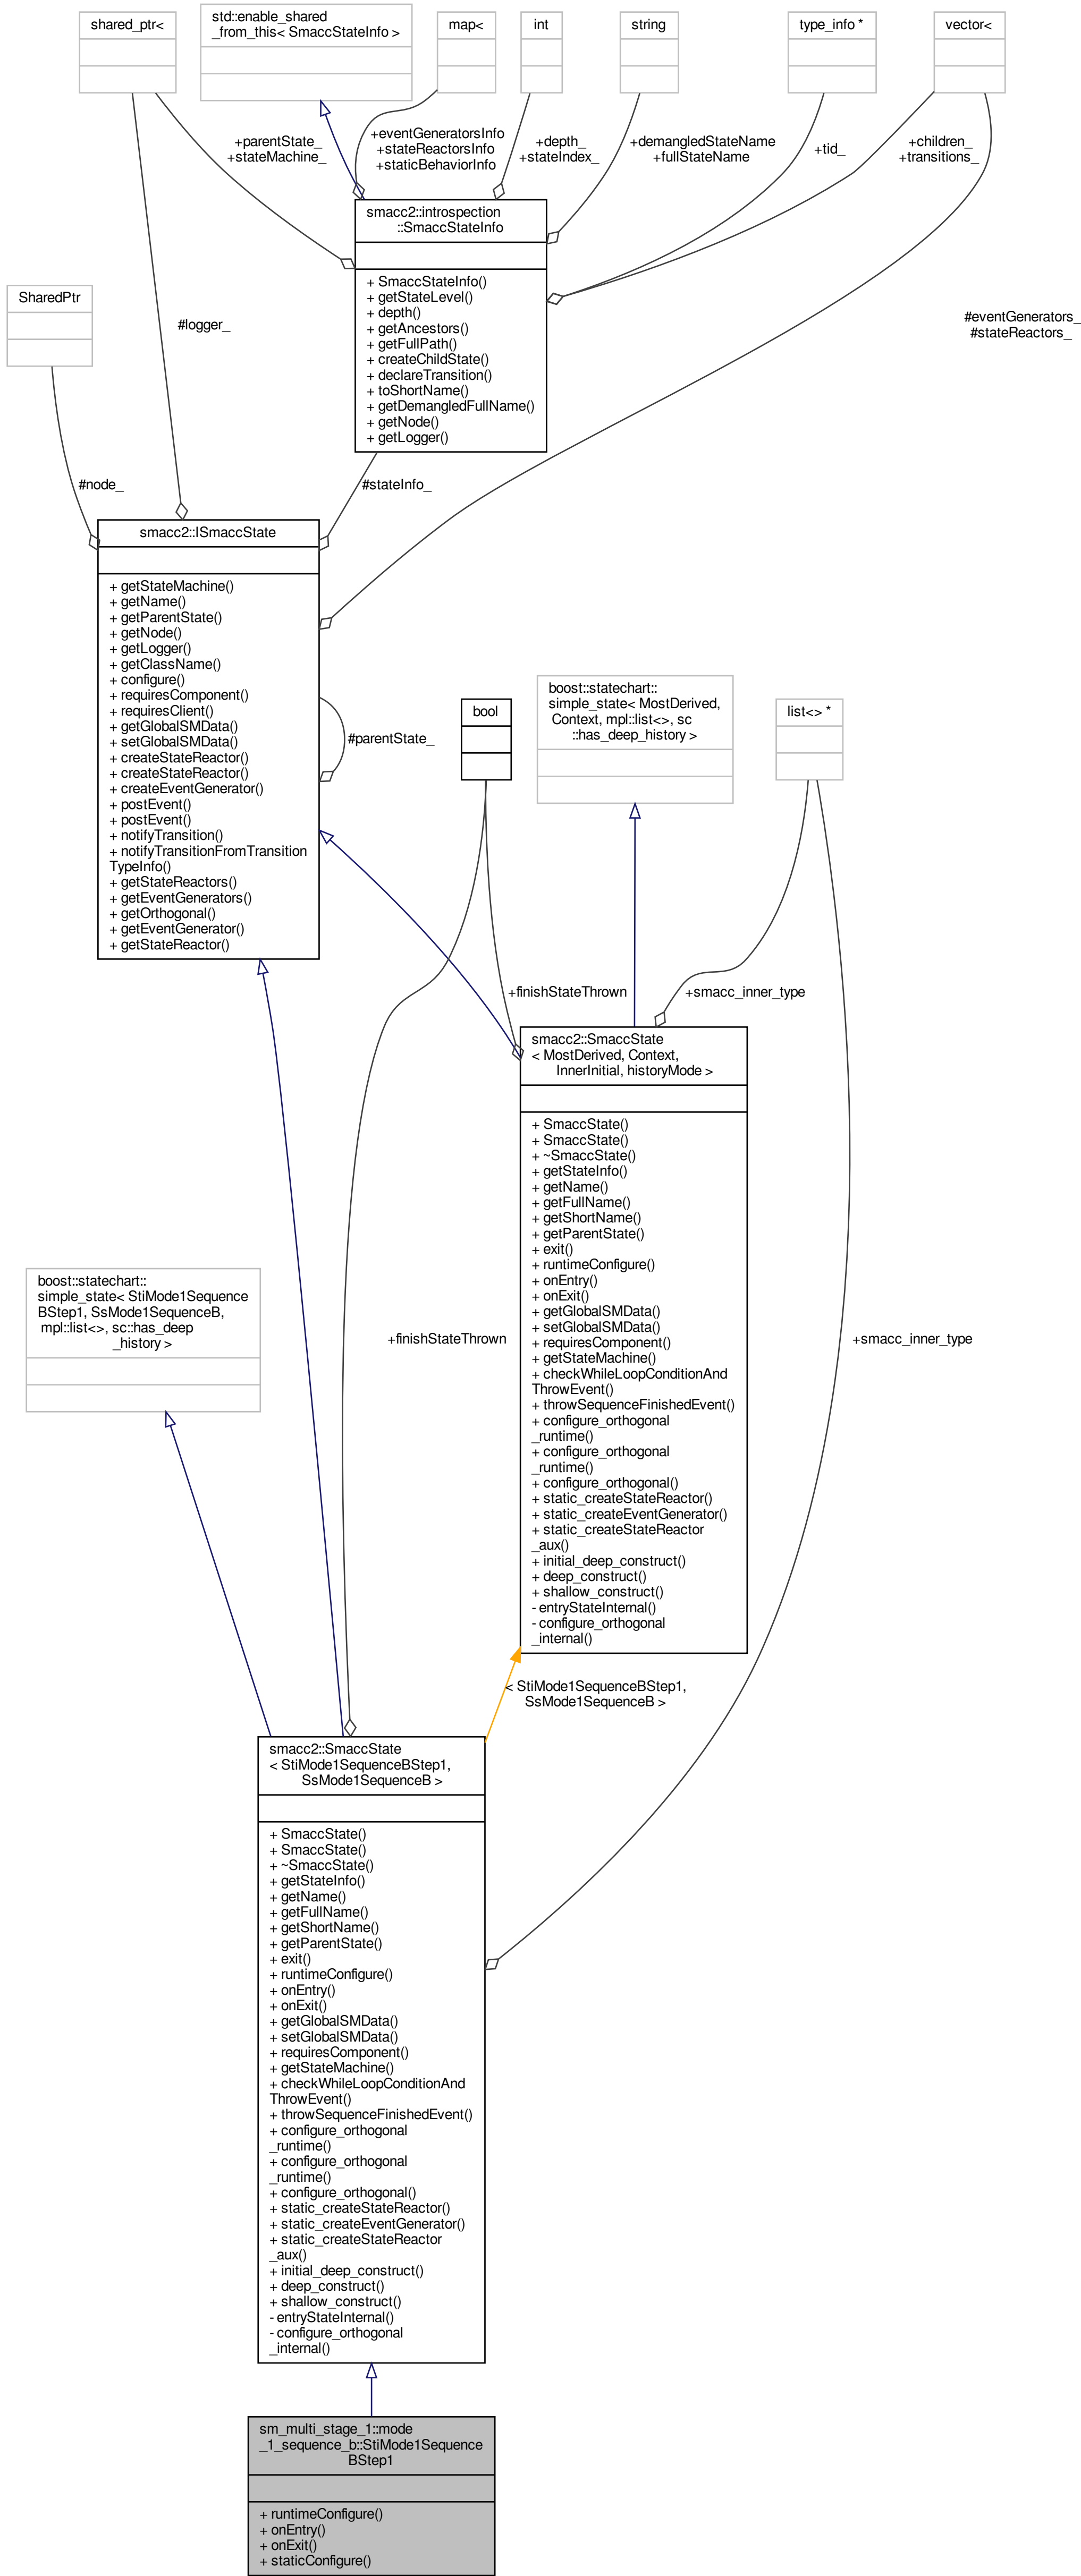 shared_ptr<
std::enable_shared
_from_this< SmaccStateInfo >
map<
int
string
type_info *
vector<
+parentState_
+stateMachine_
+eventGeneratorsInfo
+stateReactorsInfo
+staticBehaviorInfo
+depth_
+stateIndex_
+demangledStateName
+fullStateName
+tid_
+children_
+transitions_
smacc2::introspection
::SmaccStateInfo
+ SmaccStateInfo()
+ getStateLevel()
+ depth()
+ getAncestors()
+ getFullPath()
+ createChildState()
+ declareTransition()
+ toShortName()
+ getDemangledFullName()
+ getNode()
+ getLogger()
SharedPtr
#logger_
#eventGenerators_
#stateReactors_
#node_
#stateInfo_
smacc2::ISmaccState
+ getStateMachine()
+ getName()
+ getParentState()
+ getNode()
+ getLogger()
+ getClassName()
+ configure()
+ requiresComponent()
+ requiresClient()
+ getGlobalSMData()
+ setGlobalSMData()
+ createStateReactor()
+ createStateReactor()
+ createEventGenerator()
+ postEvent()
+ postEvent()
+ notifyTransition()
+ notifyTransitionFromTransition
TypeInfo()
+ getStateReactors()
+ getEventGenerators()
+ getOrthogonal()
+ getEventGenerator()
+ getStateReactor()
#parentState_
bool
boost::statechart::
simple_state< MostDerived,
Context, mpl::list<>, sc
::has_deep_history >
list<> *
+finishStateThrown
+smacc_inner_type
smacc2::SmaccState
< MostDerived, Context,
InnerInitial, historyMode >
+ SmaccState()
+ SmaccState()
+ ~SmaccState()
+ getStateInfo()
+ getName()
+ getFullName()
+ getShortName()
+ getParentState()
+ exit()
+ runtimeConfigure()
+ onEntry()
+ onExit()
+ getGlobalSMData()
+ setGlobalSMData()
+ requiresComponent()
+ getStateMachine()
+ checkWhileLoopConditionAnd
ThrowEvent()
+ throwSequenceFinishedEvent()
+ configure_orthogonal
_runtime()
+ configure_orthogonal
_runtime()
+ configure_orthogonal()
+ static_createStateReactor()
+ static_createEventGenerator()
+ static_createStateReactor
_aux()
+ initial_deep_construct()
+ deep_construct()
+ shallow_construct()
- entryStateInternal()
- configure_orthogonal
_internal()
boost::statechart::
simple_state< StiMode1Sequence
BStep1, SsMode1SequenceB,
mpl::list<>, sc::has_deep
_history >
+finishStateThrown
+smacc_inner_type
< StiMode1SequenceBStep1,
SsMode1SequenceB >
smacc2::SmaccState
< StiMode1SequenceBStep1,
SsMode1SequenceB >
+ SmaccState()
+ SmaccState()
+ ~SmaccState()
+ getStateInfo()
+ getName()
+ getFullName()
+ getShortName()
+ getParentState()
+ exit()
+ runtimeConfigure()
+ onEntry()
+ onExit()
+ getGlobalSMData()
+ setGlobalSMData()
+ requiresComponent()
+ getStateMachine()
+ checkWhileLoopConditionAnd
ThrowEvent()
+ throwSequenceFinishedEvent()
+ configure_orthogonal
_runtime()
+ configure_orthogonal
_runtime()
+ configure_orthogonal()
+ static_createStateReactor()
+ static_createEventGenerator()
+ static_createStateReactor
_aux()
+ initial_deep_construct()
+ deep_construct()
+ shallow_construct()
- entryStateInternal()
- configure_orthogonal
_internal()
sm_multi_stage_1::mode
_1_sequence_b::StiMode1Sequence
BStep1
+ runtimeConfigure()
+ onEntry()
+ onExit()
+ staticConfigure()